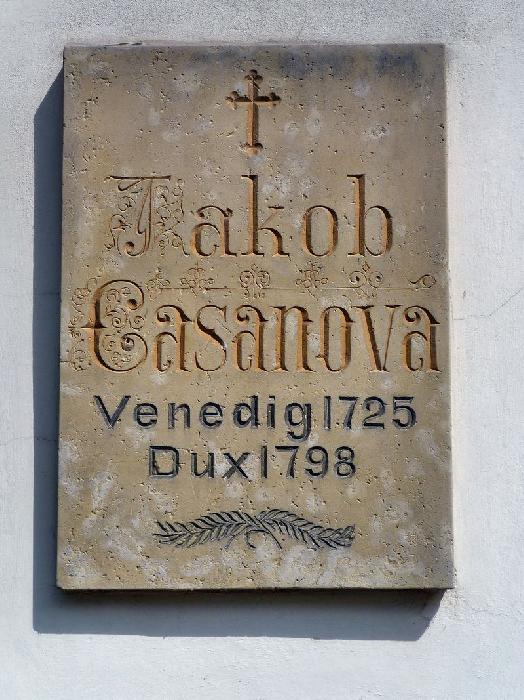 Jakob
Casanova
Venedig 1725
Dux 1798